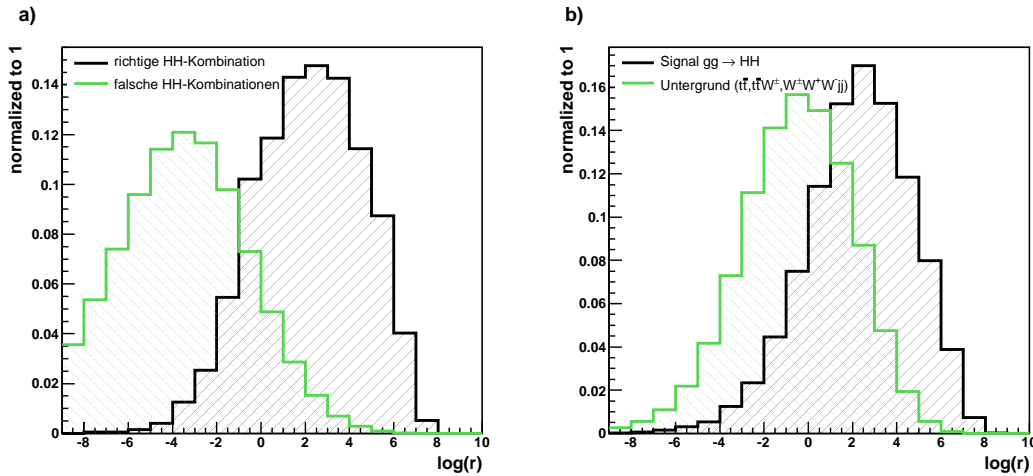 a)
normalized to 1
0.14
0.12
0.1
0.08
0.06
0.04
0.02
0
richtige HH-Kombination
falsche HH-Kombinationen
-8 -6 -4 -2 0 2 4 6 8 10
log(r)
b)
normalized to 1
0.16
0.14
0.12
0.1
0.08
0.06
0.04
0.02
0
Signal gg → HH
Untergrund (tt̄,tt̄W±,W±W⁺W⁻jj)
-8 -6 -4 -2 0 2 4 6 8 10
log(r)